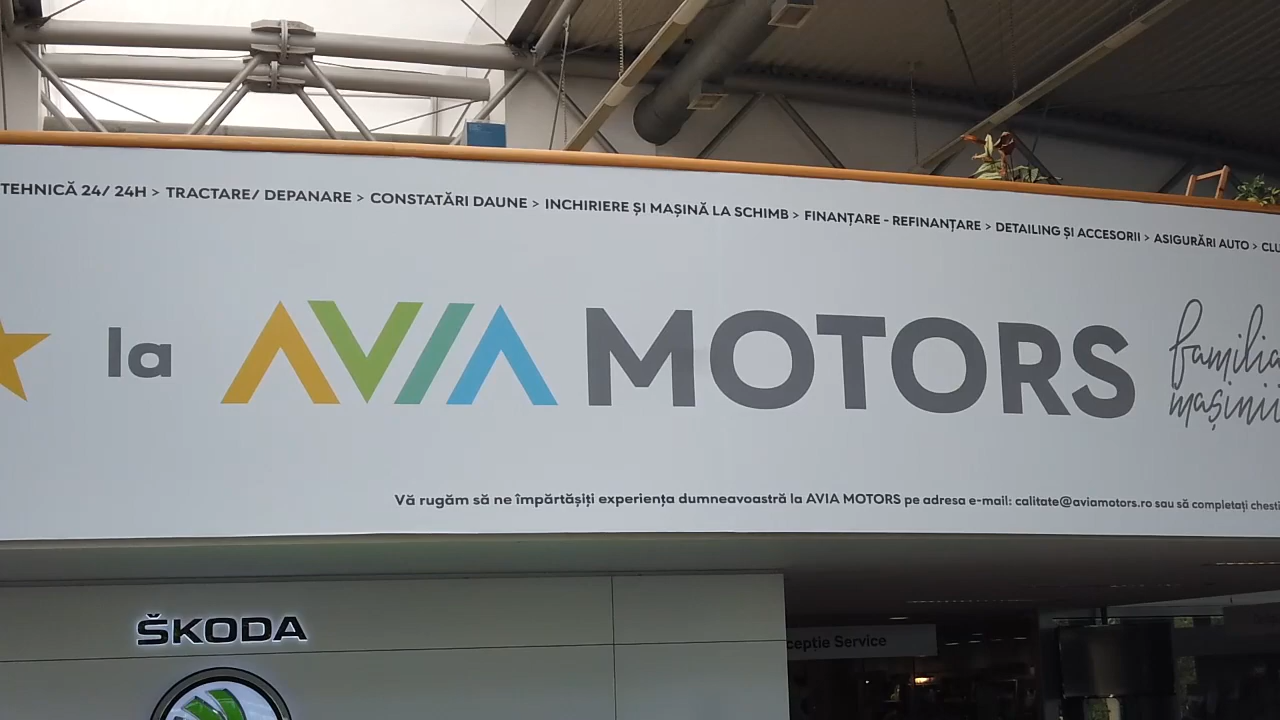 TEHNICĂ 24/ 24H > TRACTARE/ DEPANARE > CONSTATĂRI DAUNE > INCHIRIERE ȘI MAȘINĂ LA SCHIMB > FINANȚARE - REFINANȚARE > DETAILING ȘI ACCESORII > ASIGURĂRI AUTO >
la AVIA MOTORS familia
mașinii
Vă rugăm să ne împărtășiți experiența dumneavoastră la AVIA MOTORS pe adresa e-mail: calitate@aviamotors.ro sau să completați
ŠKODA
Service